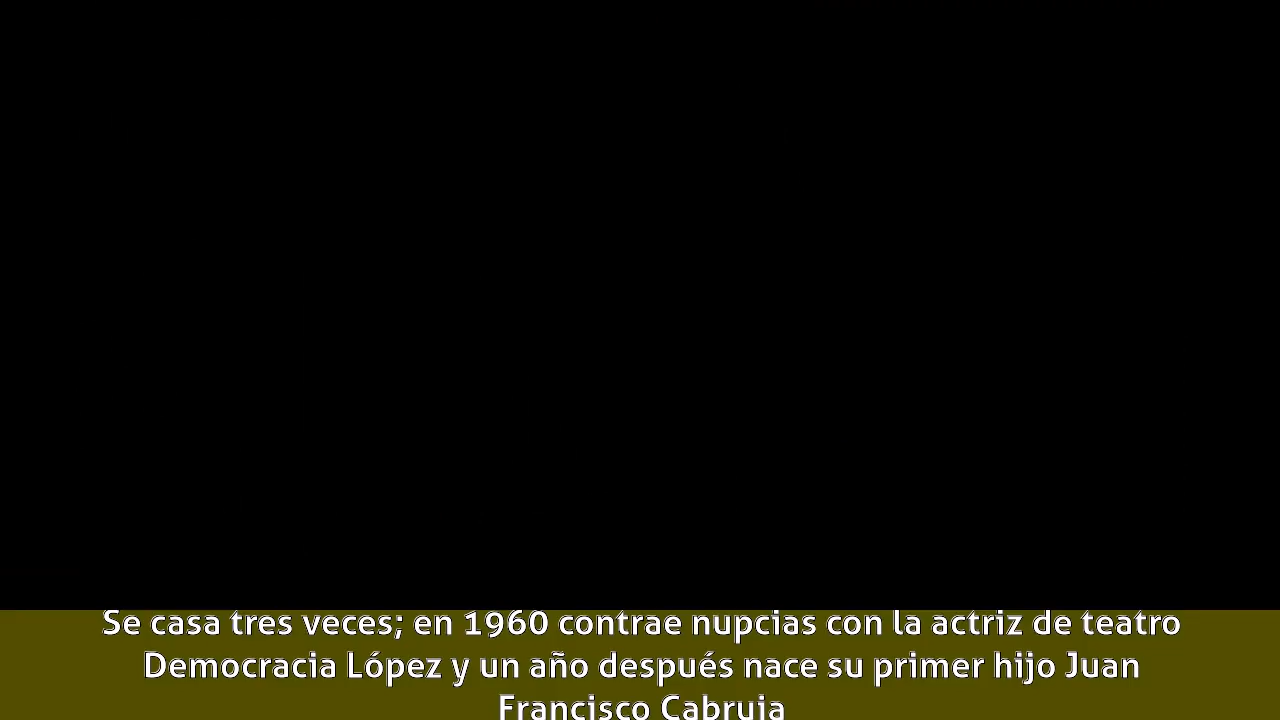 Se casa tres veces; en 1960 contrae nupcias con la actriz de teatro
Democracia López y un año después nace su primer hijo Juan
Francisco Cabruja